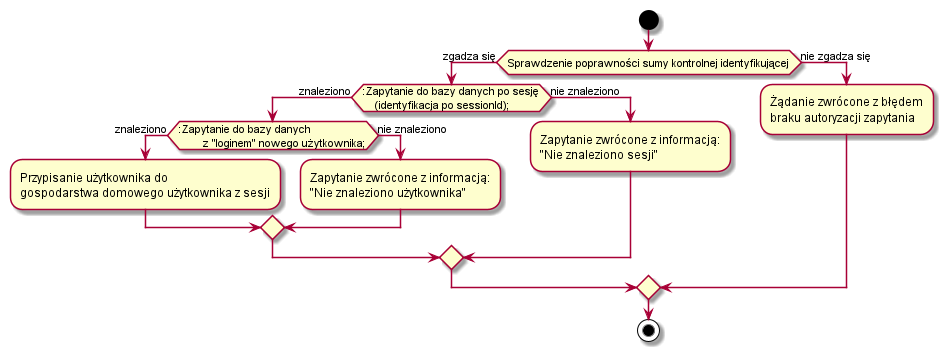 zgadza się
Sprawdzenie poprawności sumy kontrolnej identyfikującej
nie zgadza się
znaleziono
:Zapytanie do bazy danych po sesję
(identyfkacja po sessionId);
nie znaleziono
Żądanie zwrócone z błędem
braku autoryzacji zapytania
znaleziono
:Zapytanie do bazy danych
z "loginem" nowego użytkownika;
nie znaleziono
Zapytanie zwrócone z informacją:
"Nie znaleziono sesji"
Przypisanie użytkownika do
gospodarstwa domowego użytkownika z sesji
Zapytanie zwrócone z informacją:
"Nie znaleziono użytkownika"